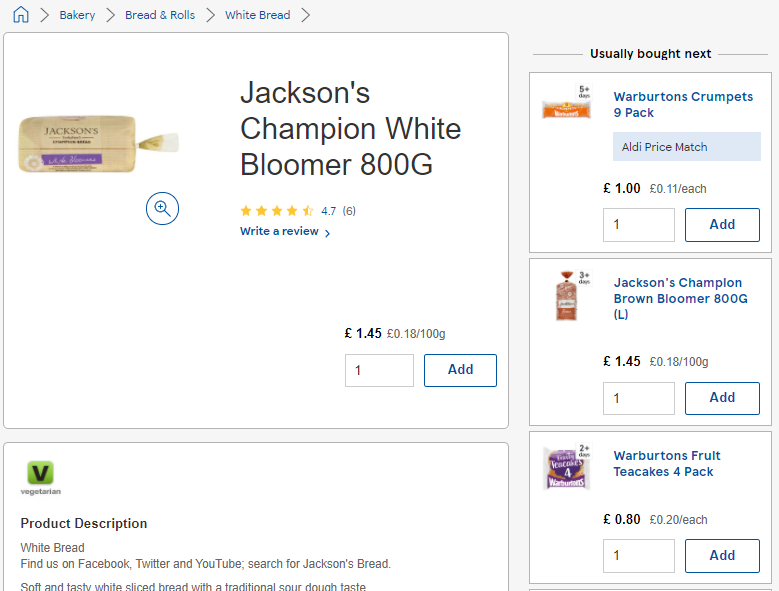 Bakery
Bread & Rolls
White Bread
JACKSON'S
CHAMPION BREAD
White Bloomer
Jackson's
Champion White
Bloomer 800G
4.7 (6)
Write a review
£ 1.45 £0.18/100g
1 Add
V
vegetarian
Product Description
White Bread
Find us on Facebook, Twitter and YouTube; search for Jackson's Bread.
Soft and tasty white sliced bread with a traditional sour dough taste
Usually bought next
5+
days
Warburtons
Warburtons Crumpets
9 Pack
Aldi Price Match
£ 1.00 £0.11/each
1 Add
3+
days
Jackson's Champion
Brown Bloomer 800G
(L)
£ 1.45 £0.18/100g
1 Add
2+
days
Fruity
Teacakes
4
Warburtons
Warburtons Fruit
Teacakes 4 Pack
£ 0.80 £0.20/each
1 Add